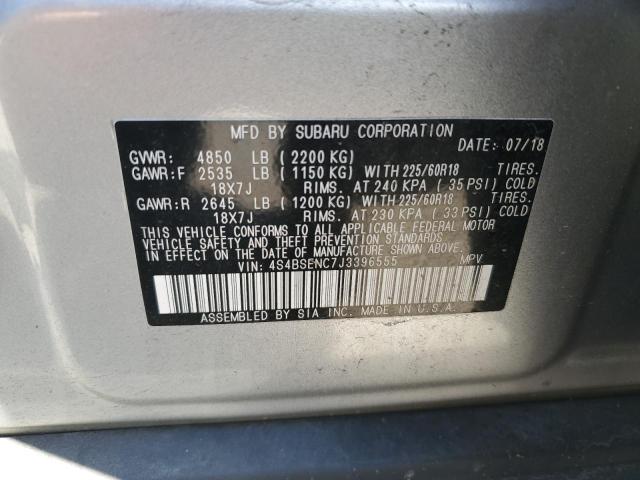 MFD BY SUBARU CORPORATION DATE: 07/18
GVWR: 4850 LB (2200 KG)
GAWR:F 2535 LB (1150 KG) WITH 225/60R18 TIRES.
18X7J RIMS. AT 240 KPA (35 PSI) COLD
GAWR:R 2645 LB (1200 KG) WITH 225/60R18 TIRES.
18X7J RIMS. AT 230 KPA (33 PSI) COLD
THIS VEHICLE CONFORMS TO ALL APPLICABLE FEDERAL MOTOR
VEHICLE SAFETY AND THEFT PREVENTION STANDARDS
IN EFFECT ON THE DATE OF MANUFACTURE SHOWN ABOVE.
VIN: 4S4BSENC7J3396555 MPV
ASSEMBLED BY SIA IN U.S.A.